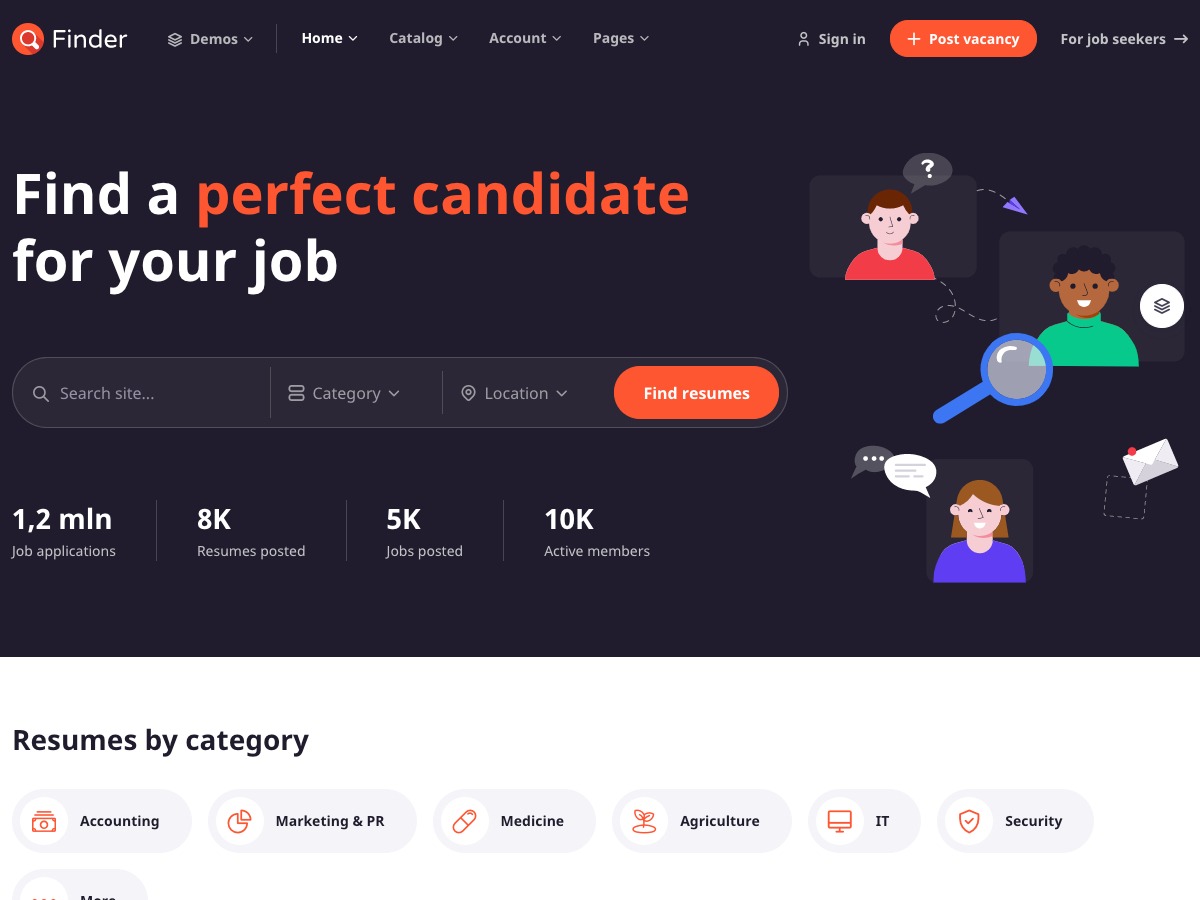 Finder
Demos
Home
Catalog
Account
Pages
Sign in
Post vacancy
For job seekers
Find a perfect candidate
for your job
?
Search site...
Category
Location
Find resumes
1,2 mln
Job applications
8K
Resumes posted
5K
Jobs posted
10K
Active members
Resumes by category
Accounting
Marketing & PR
Medicine
Agriculture
IT
Security
More